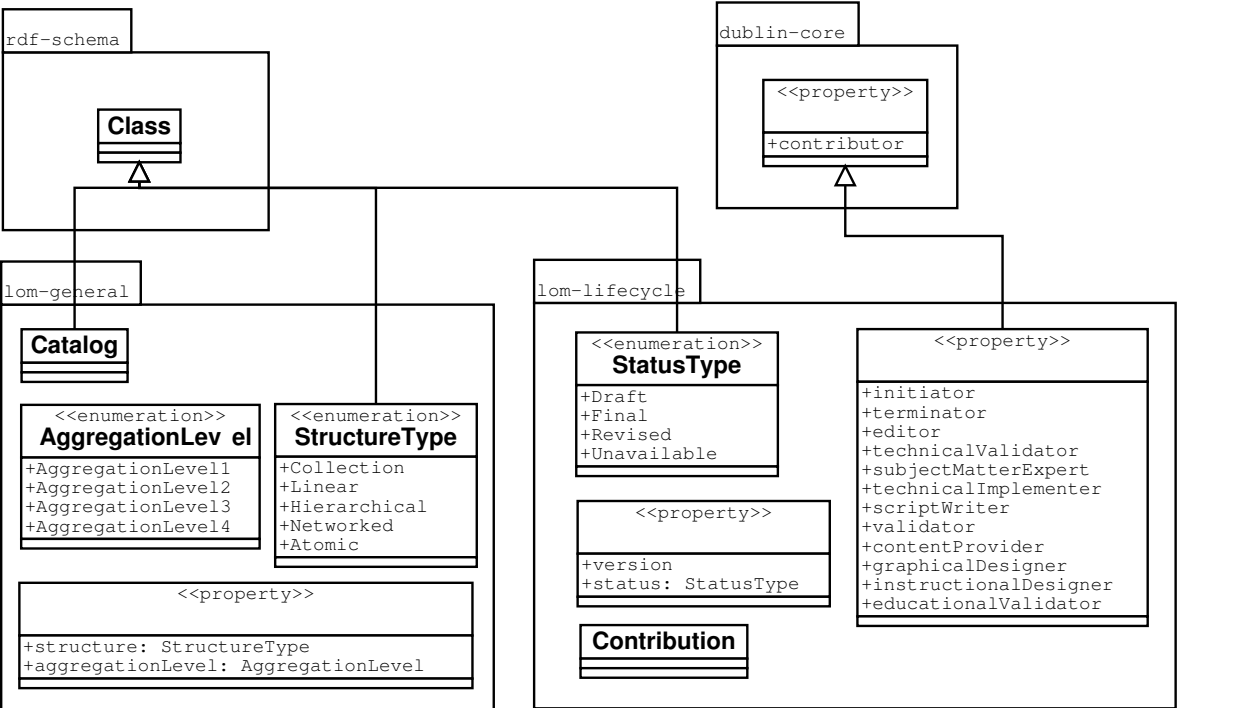 rdf-schema
Class
dublin-core
<<property>>
+contributor
lom-general
Catalog
<<enumeration>>
AggregationLev el
+AggregationLevel1
+AggregationLevel2
+AggregationLevel3
+AggregationLevel4
<<enumeration>>
StructureType
+Collection
+Linear
+Hierarchical
+Networked
+Atomic
<<property>>
+structure: StructureType
+aggregationLevel: AggregationLevel
lom-lifecycle
<<enumeration>>
StatusType
+Draft
+Final
+Revised
+Unavailable
<<property>>
+version
+status: StatusType
Contribution
<<property>>
+initiator
+terminator
+editor
+technicalValidator
+subjectMatterExpert
+technicalImplementer
+scriptWriter
+validator
+contentProvider
+graphicalDesigner
+instructionalDesigner
+educationalValidator